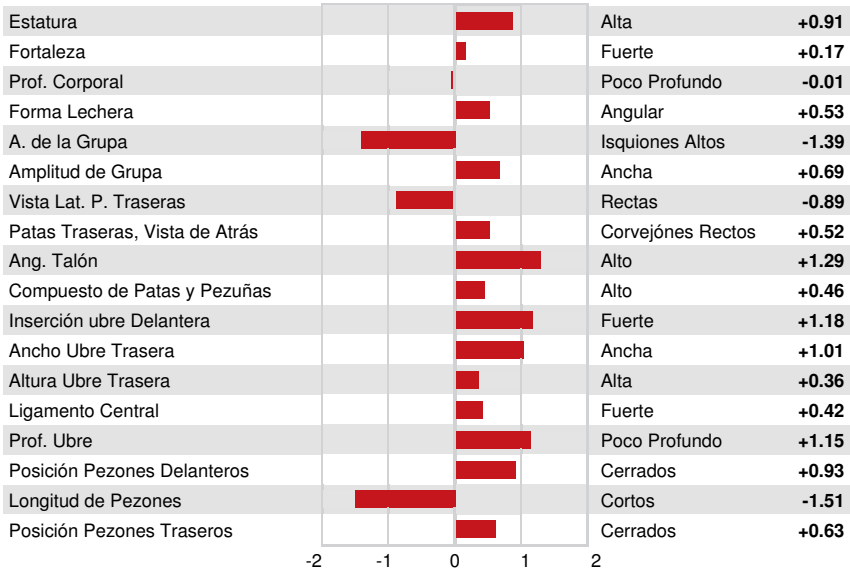 Estatura Alta +0.91
Fortaleza Fuerte +0.17
Prof. Corporal Poco Profundo -0.01
Forma Lechera Angular +0.53
A. de la Grupa Isquiones Altos -1.39
Amplitud de Grupa Ancha +0.69
Vista Lat. P. Traseras Rectas -0.89
Patas Traseras, Vista de Atrás Corvejónes Rectos +0.52
Ang. Talón Alto +1.29
Compuesto de Patas y Pezuñas Alto +0.46
Inserción ubre Delantera Fuerte +1.18
Ancho Ubre Trasera Ancha +1.01
Altura Ubre Trasera Alta +0.36
Ligamento Central Fuerte +0.42
Prof. Ubre Poco Profundo +1.15
Posición Pezones Delanteros Cerrados +0.93
Longitud de Pezones Cortos -1.51
Posición Pezones Traseros Cerrados +0.63
-2 -1 0 1 2